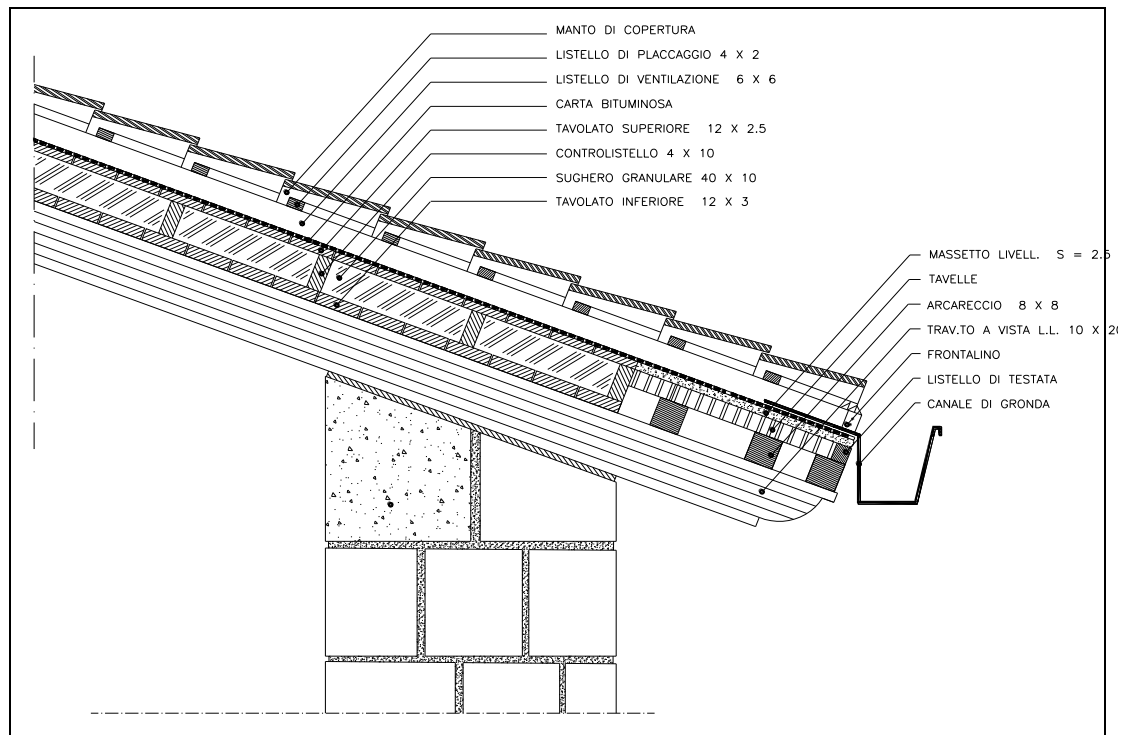 MANTO DI COPERTURA
LISTELLO DI PLACCAGGIO 4 X 2
LISTELLO DI VENTILAZIONE 6 X 6
CARTA BITUMINOSA
TAVOLATO SUPERIORE 12 X 2.5
CONTROLISTELLO 4 X 10
SUGHERO GRANULARE 40 X 10
TAVOLATO INFERIORE 12 X 3
MASSETTO LIVELL. S = 2.5
TAVELLE
ARCARECCIO 8 X 8
TRAV.TO A VISTA L.L. 10 X
FRONTALINO
LISTELLO DI TESTATA
CANALE DI GRONDA